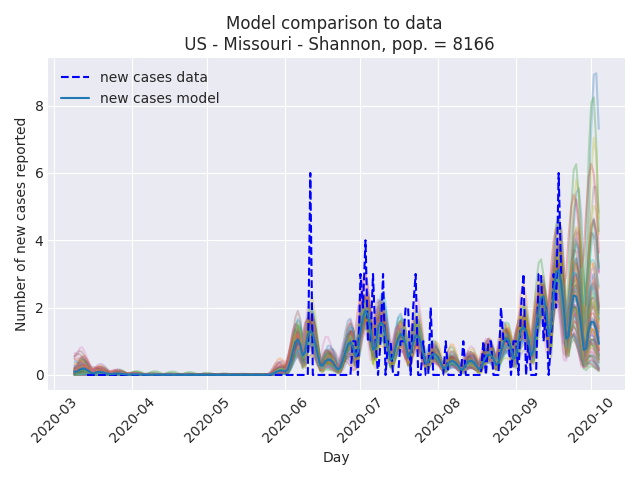 Model comparison to data
US - Missouri - Shannon, pop. = 8166
new cases data
new cases model
Number of new cases reported
8
6
4
2
0
2020-03
2020-04
2020-05
2020-06
2020-07
2020-08
2020-09
2020-10
Day